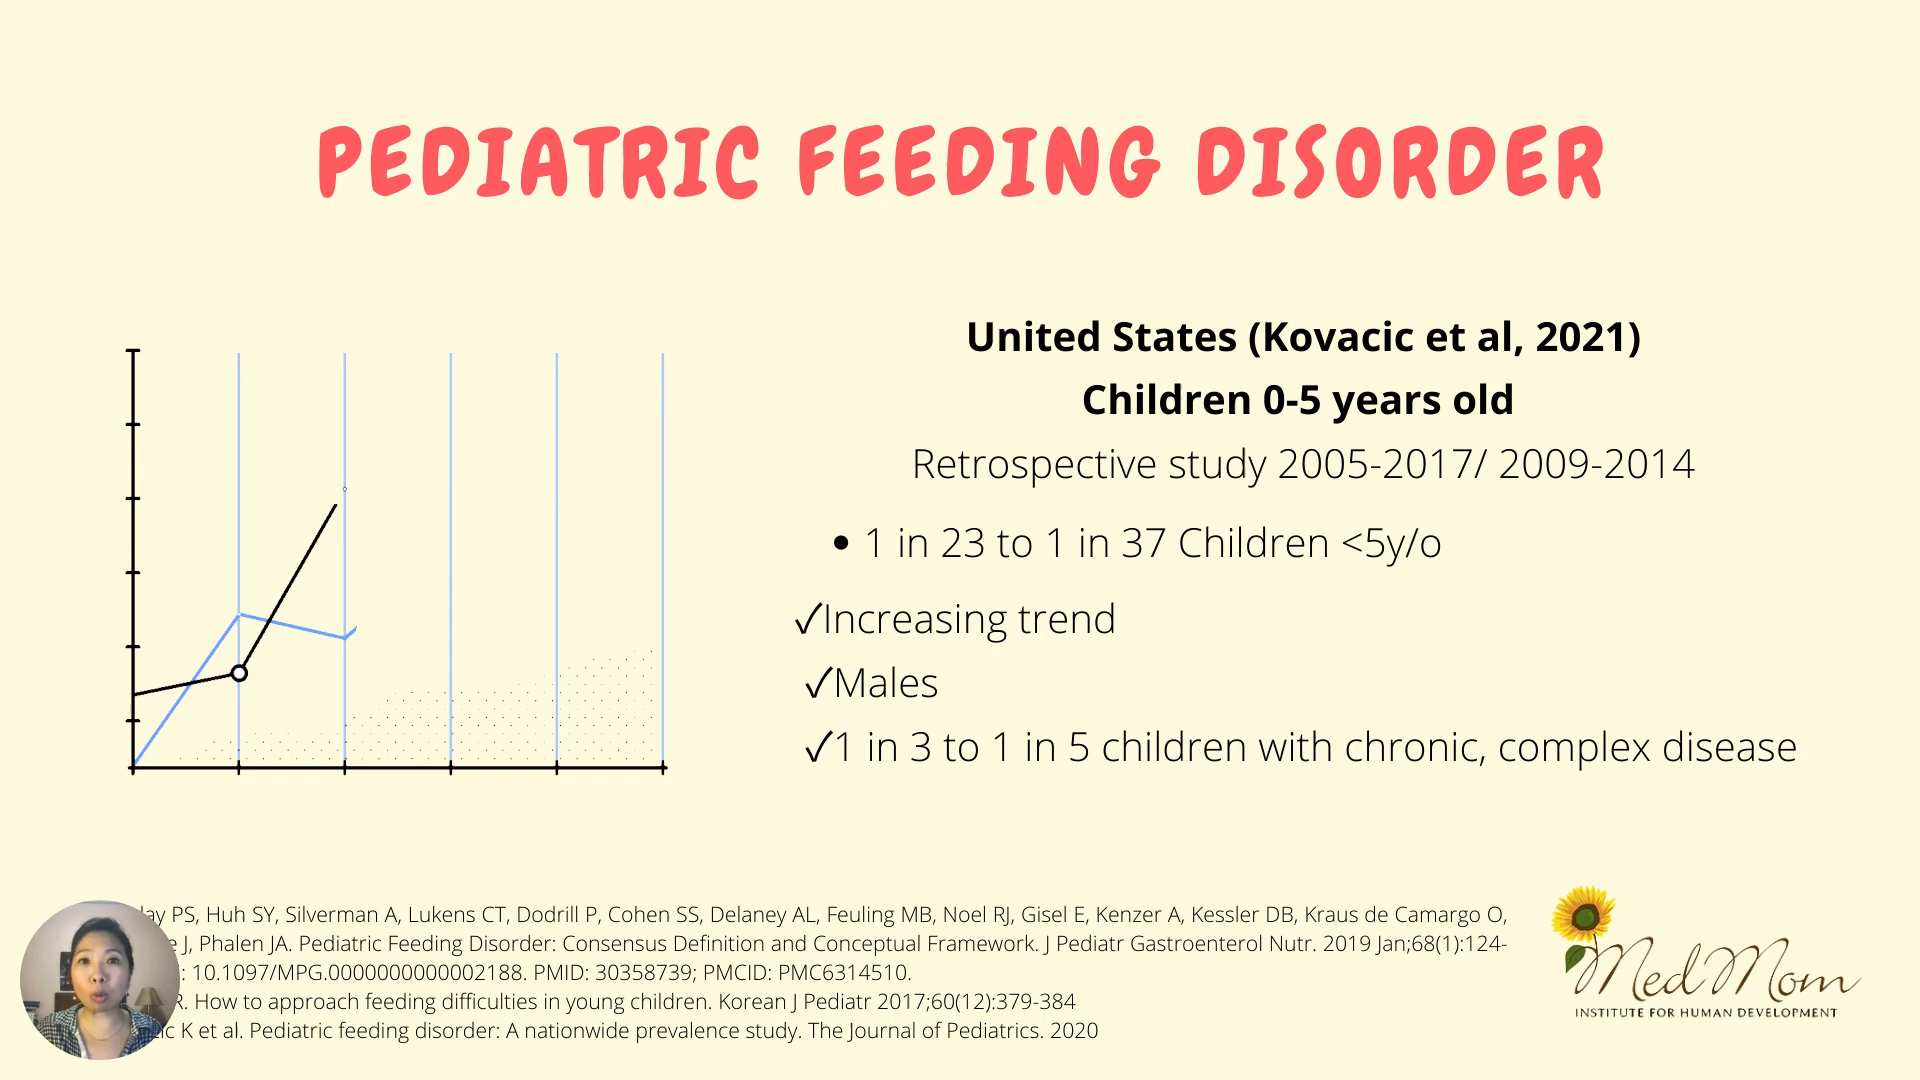 PEDIATRIC FEEDING DISORDER
United States (Kovacic et al, 2021)
Children 0-5 years old
Retrospective study 2005-2017/ 2009-2014
• 1 in 23 to 1 in 37 Children <5y/o
✓Increasing trend
✓Males
✓1 in 3 to 1 in 5 children with chronic, complex disease
PS, Huh SY, Silverman A, Lukens CT, Dodrill P, Cohen SS, Delaney AL, Feuling MB, Noel RJ, Gisel E, Kenzer A, Kessler DB, Kraus de Camargo O,
J, Phalen JA. Pediatric Feeding Disorder: Consensus Definition and Conceptual Framework. J Pediatr Gastroenterol Nutr. 2019 Jan;68(1):124-
: 10.1097/MPG.0000000000002188. PMID: 30358739; PMCID: PMC6314510.
R. How to approach feeding difficulties in young children. Korean J Pediatr 2017;60(12):379-384
K et al. Pediatric feeding disorder: A nationwide prevalence study. The Journal of Pediatrics. 2020
Med Mom
INSTITUTE FOR HUMAN DEVELOPMENT